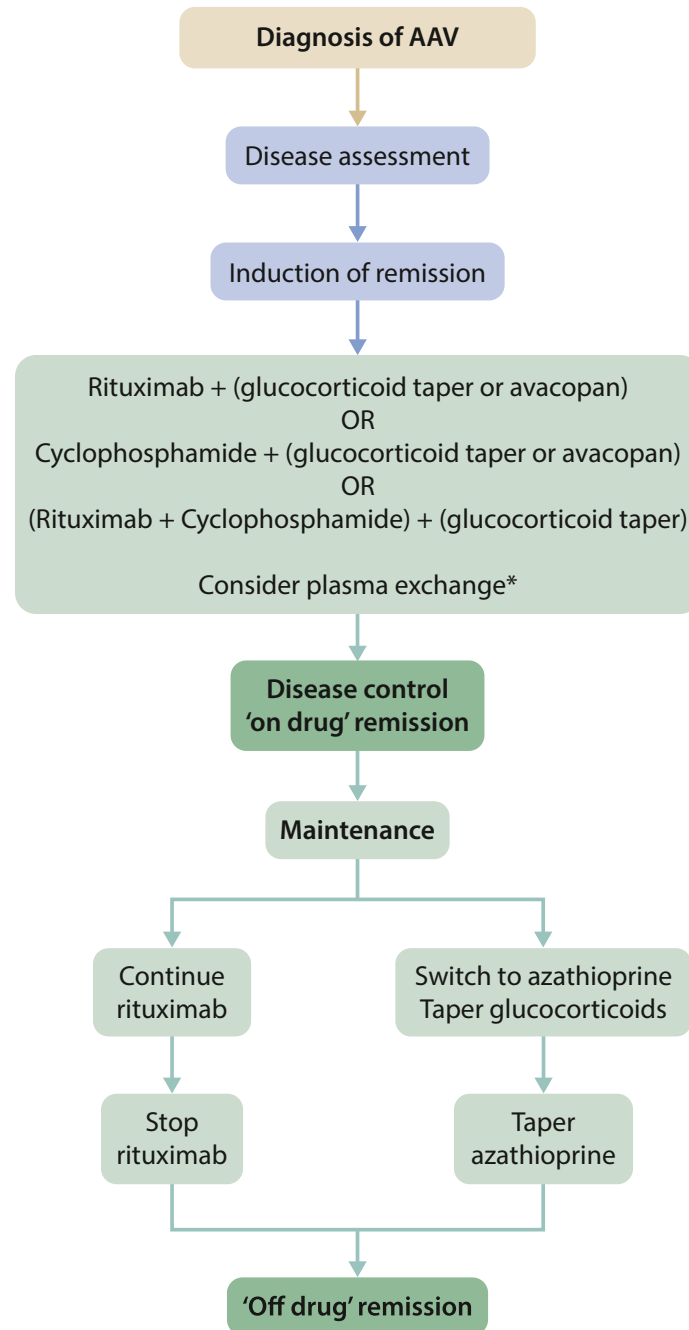 Diagnosis of AAV
Disease assessment
Induction of remission
Rituximab + (glucocorticoid taper or avacopan)
OR
Cyclophosphamide + (glucocorticoid taper or avacopan)
OR
(Rituximab + Cyclophosphamide) + (glucocorticoid taper)
Consider plasma exchange*
Disease control
‘on drug’ remission
Maintenance
Continue
rituximab
Switch to azathioprine
Taper glucocorticoids
Stop
rituximab
Taper
azathioprine
‘Off drug’ remission